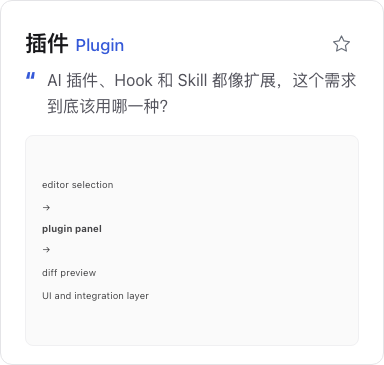 插件 Plugin
“ AI 插件、Hook 和 Skill 都像扩展，这个需求
到底该用哪一种?
editor selection
→
plugin panel
→
diff preview
UI and integration layer